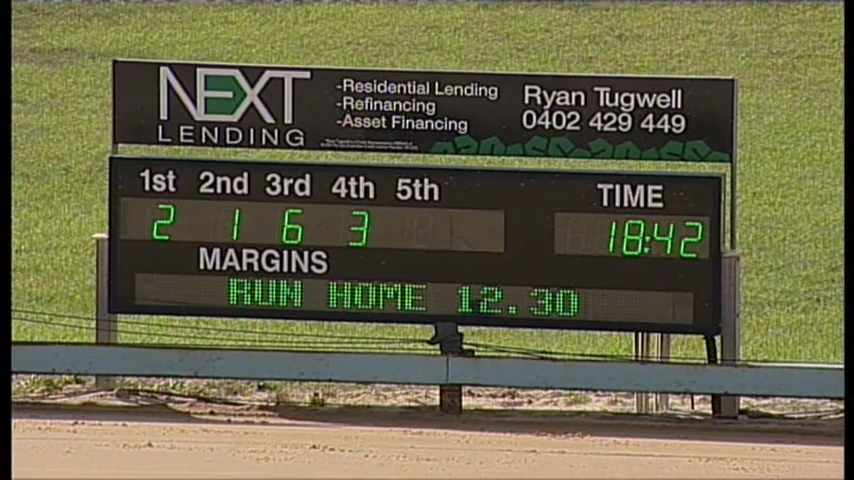 NEXT
LENDING
-Residential Lending
-Refinancing
-Asset Financing
Ryan Tugwell
0402 429 449
1st 2nd 3rd 4th 5th TIME
2 1 6 3 18:42
MARGINS
RUN HOME 12.30